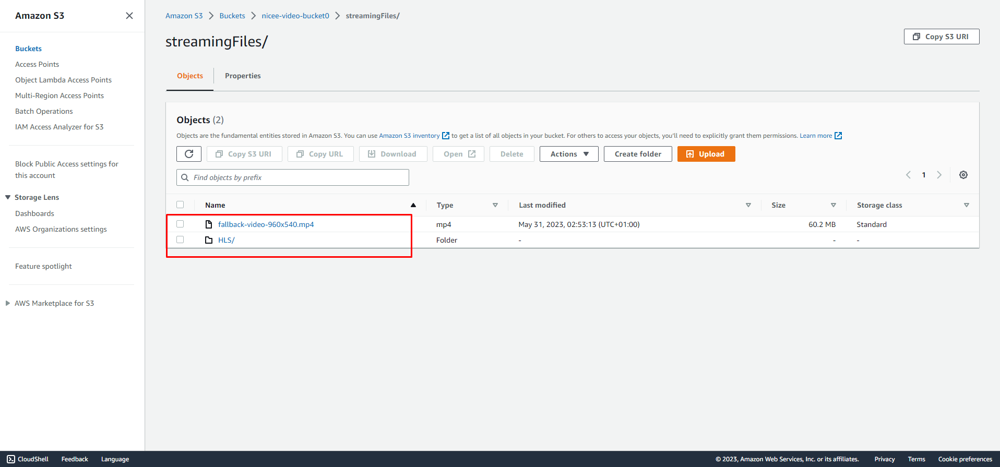 Amazon S3
Buckets
Access Points
Object Lambda Access Points
Multi-Region Access Points
Batch Operations
IAM Access Analyzer for S3
Block Public Access settings for
this account
Storage Lens
Dashboards
AWS Organizations settings
Feature spotlight
AWS Marketplace for S3
Amazon S3 Buckets nicee-video-bucket0 streamingFiles/
streamingFiles/
Copy S3 URI
Objects Properties
Objects (2)
Objects are the fundamental entities stored in Amazon S3. You can use Amazon S3 inventory to get a list of all objects in your bucket. For others to access your objects, you'll need to explicitly grant them permissions. Learn more
Copy S3 URI Copy URL Download Open Delete Actions Create folder Upload
Find objects by prefix
1
Name Type Last modified Size Storage class
fallback-video-960x540.mp4 mp4 May 31, 2023, 02:53:13 (UTC+01:00) 60.2 MB Standard
HLS/ Folder - - -
CloudShell Feedback Language © 2023, Amazon Web Services, Inc. or its affiliates. Privacy Terms Cookie preferences